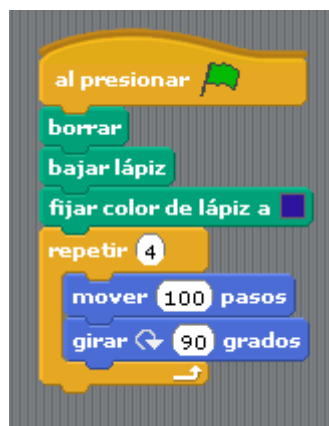 al presionar
borrar
bajar lápiz
fijar color de lápiz a
repetir 4
mover 100 pasos
girar 90 grados